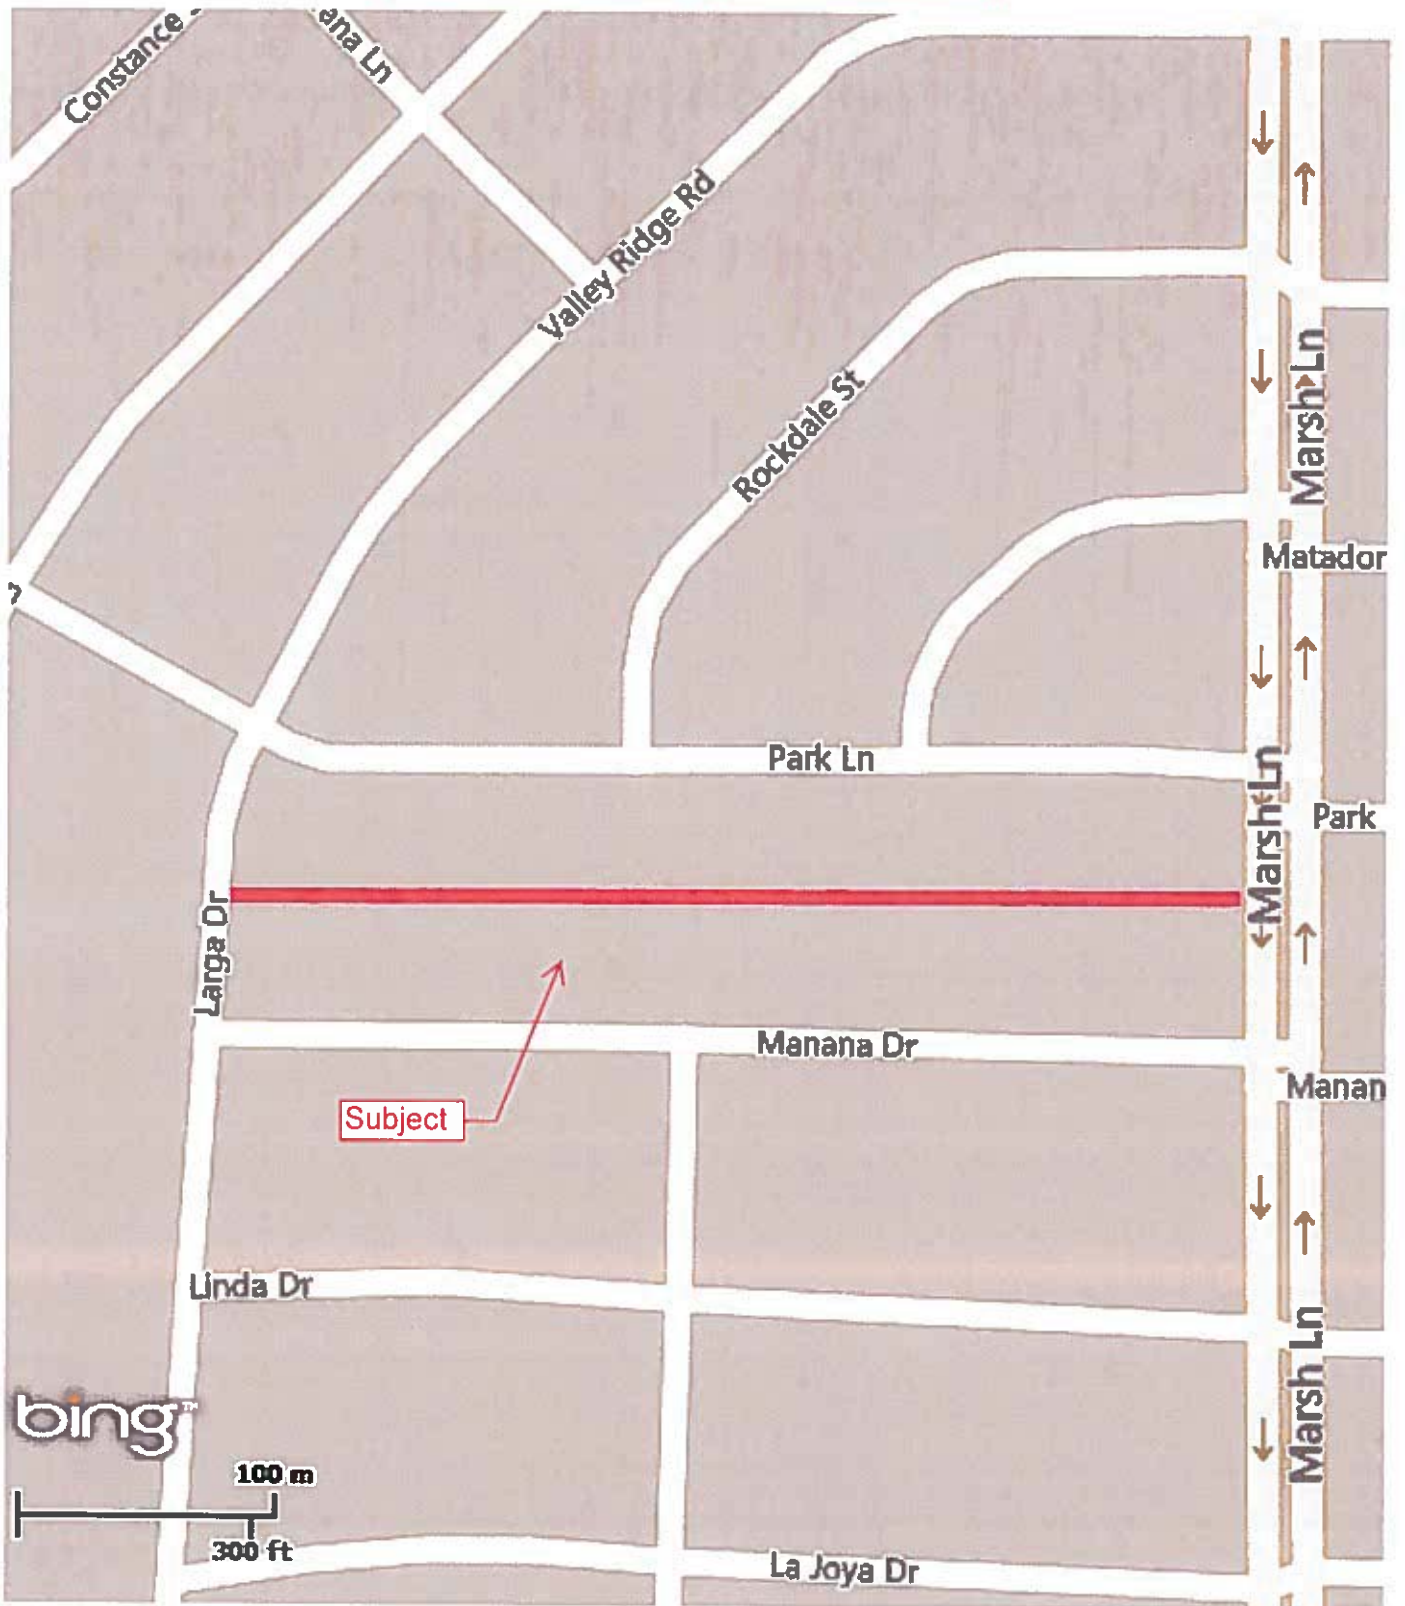 Constance
ana Ln
Valley Ridge Rd
Rockdale St
Marsh Ln
Matador
Park Ln
Marsh Ln
Park
Larga Dr
Manana Dr
Manan
Subject
Linda Dr
Marsh Ln
bing™
100 m
300 ft
La Joya Dr